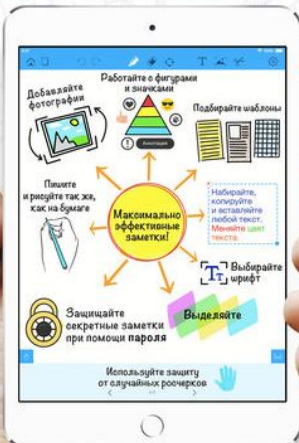 Добавляйте
фотографии
Работайте с фигурами
и значками
Аннотация
Подбирайте шаблоны
Пишите
и рисуйте так же,
как на бумаге
Максимально
эффективные
заметки!
Набирайте,
копируйте
и вставляйте
любой текст.
Меняйте цвет
текста.
Tт
Выбирайте
шрифт
Защищайте
секретные заметки
при помощи пароля
Выделяйте
Используйте защиту
от случайных росчерков